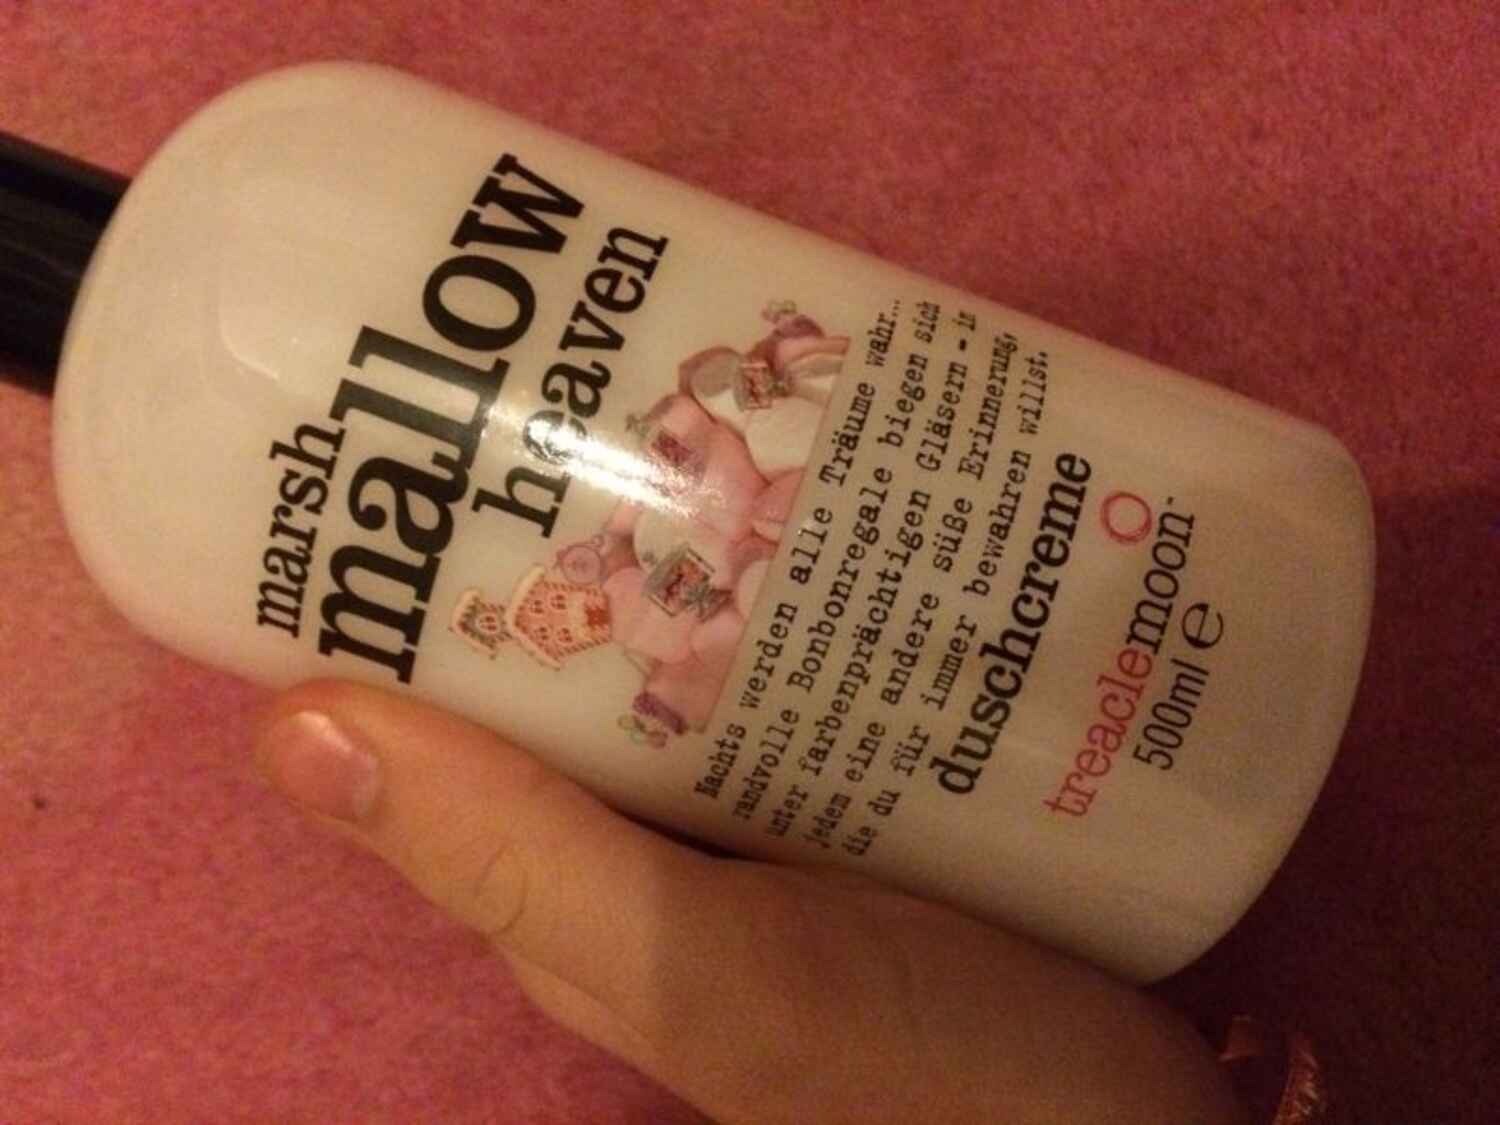 marsh
mallow
heaven
Nachts werden alle Träume wahr...
randvolle Bonbonregale biegen sich
unter farbenprächtigen Gläsern - in
jedem eine andere süße Erinnerung,
die du für immer bewahren willst.
duschcreme
treaclemoon™
500ml ℮